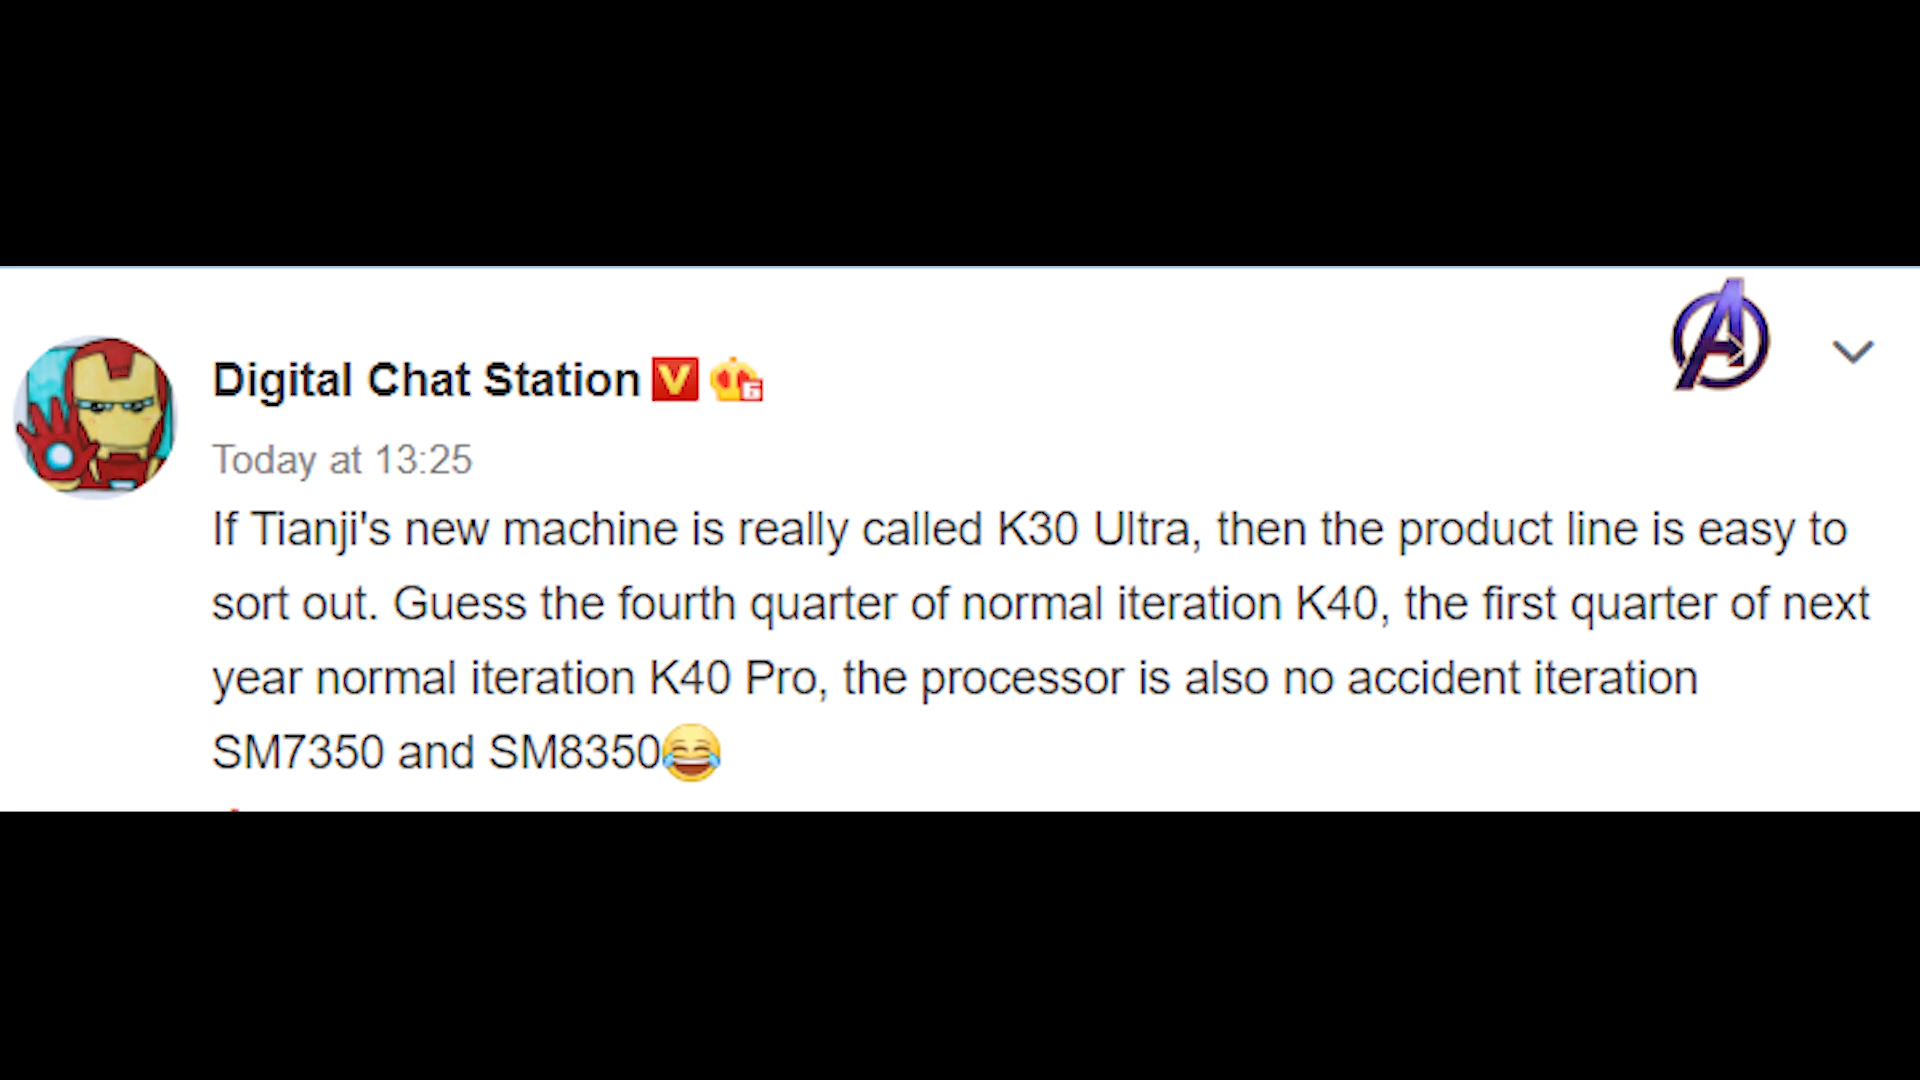 Digital Chat Station
Today at 13:25
If Tianji's new machine is really called K30 Ultra, then the product line is easy to
sort out. Guess the fourth quarter of normal iteration K40, the first quarter of next
year normal iteration K40 Pro, the processor is also no accident iteration
SM7350 and SM8350😂